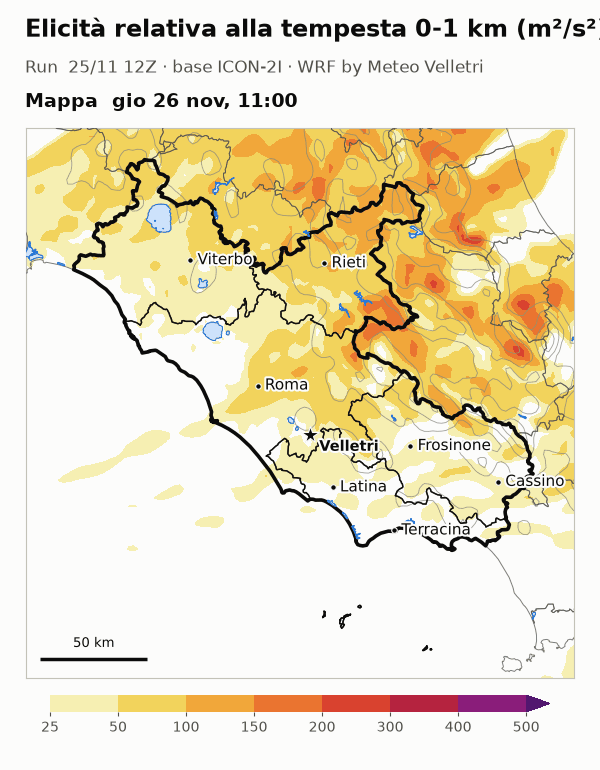 Elicità relativa alla tempesta 0-1 km (m²/s²)
Run  25/11 12Z · base ICON-2I · WRF by Meteo Velletri
Mappa  gio 26 nov, 11:00
Viterbo
Rieti
Roma
Velletri
Frosinone
Cassino
Latina
Terracina
50 km
25 50 100 150 200 300 400 500